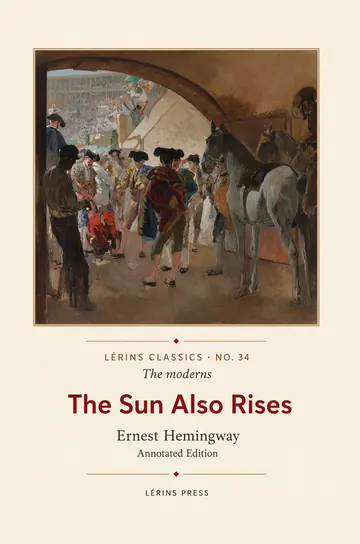 LÉRINS CLASSICS · NO. 34
The moderns
The Sun Also Rises
Ernest Hemingway
Annotated Edition
LÉRINS PRESS